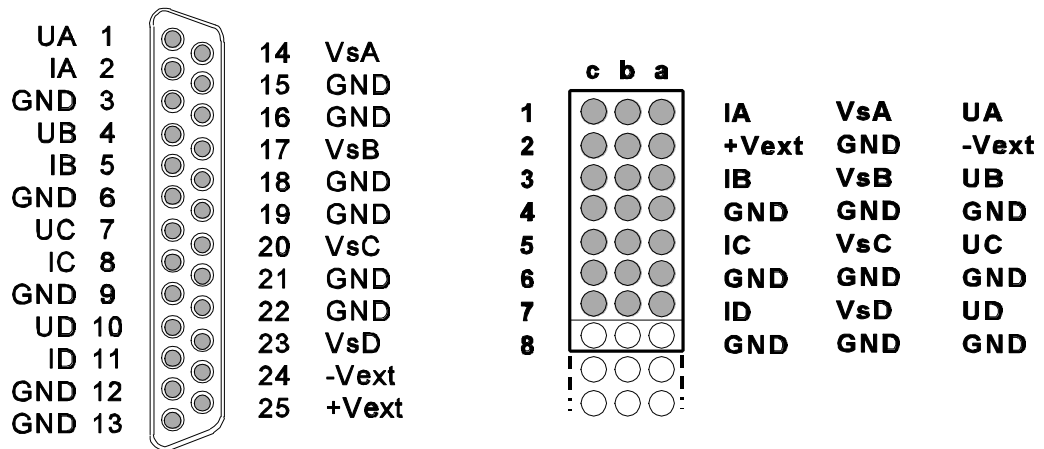 UA 1
IA 2
GND 3
UB 4
IB 5
GND 6
UC 7
IC 8
GND 9
UD 10
ID 11
GND 12
GND 13
14 VsA
15 GND
16 GND
17 VsB
18 GND
19 GND
20 VsC
21 GND
22 GND
23 VsD
24 -Vext
25 +Vext
c b a
1 IA VsA UA
2 +Vext GND -Vext
3 IB VsB UB
4 GND GND GND
5 IC VsC UC
6 GND GND GND
7 ID VsD UD
8 GND GND GND